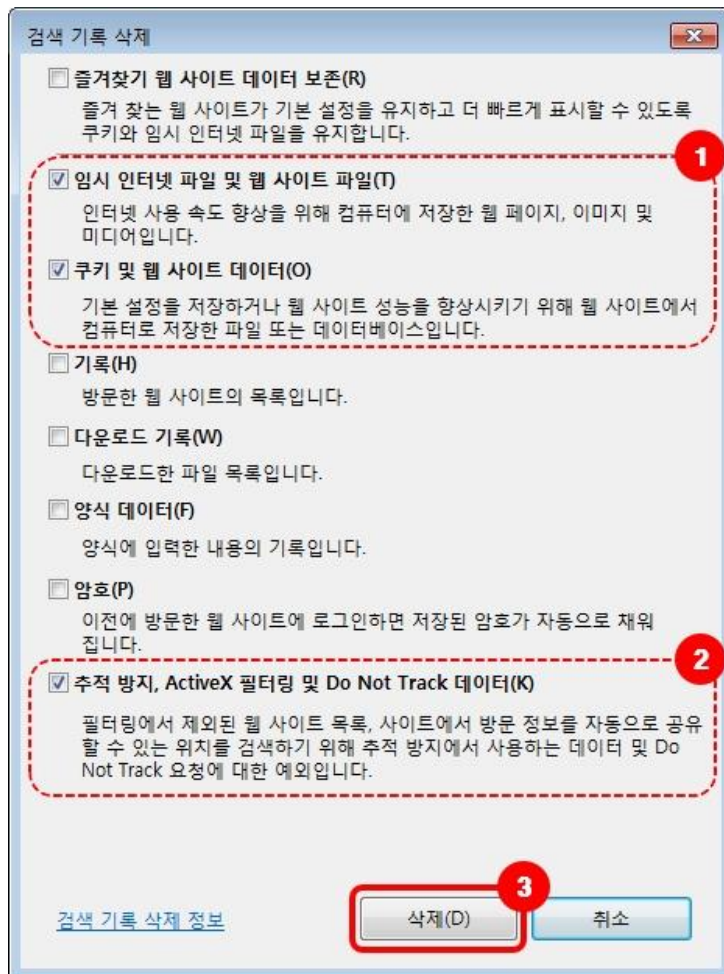 검색 기록 삭제
즐겨찾기 웹 사이트 데이터 보존(R)
즐겨 찾는 웹 사이트가 기본 설정을 유지하고 더 빠르게 표시할 수 있도록
쿠키와 임시 인터넷 파일을 유지합니다.
1
임시 인터넷 파일 및 웹 사이트 파일(T)
인터넷 사용 속도 향상을 위해 컴퓨터에 저장한 웹 페이지, 이미지 및
미디어입니다.
쿠키 및 웹 사이트 데이터(O)
기본 설정을 저장하거나 웹 사이트 성능을 향상시키기 위해 웹 사이트에서
컴퓨터로 저장한 파일 또는 데이터베이스입니다.
기록(H)
방문한 웹 사이트의 목록입니다.
다운로드 기록(W)
다운로드한 파일 목록입니다.
양식 데이터(F)
양식에 입력한 내용의 기록입니다.
암호(P)
이전에 방문한 웹 사이트에 로그인하면 저장된 암호가 자동으로 채워
집니다.
2
추적 방지, ActiveX 필터링 및 Do Not Track 데이터(K)
필터링에서 제외된 웹 사이트 목록, 사이트에서 방문 정보를 자동으로 공유
할 수 있는 위치를 검색하기 위해 추적 방지에서 사용하는 데이터 및 Do
Not Track 요청에 대한 예외입니다.
3
검색 기록 삭제 정보
삭제(D)
취소